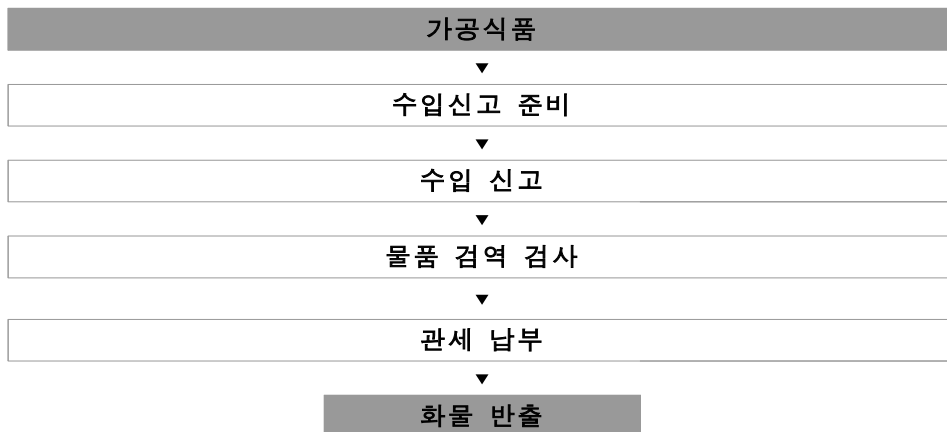 가공식품
수입신고 준비
수입 신고
물품 검역 검사
관세 납부
화물 반출